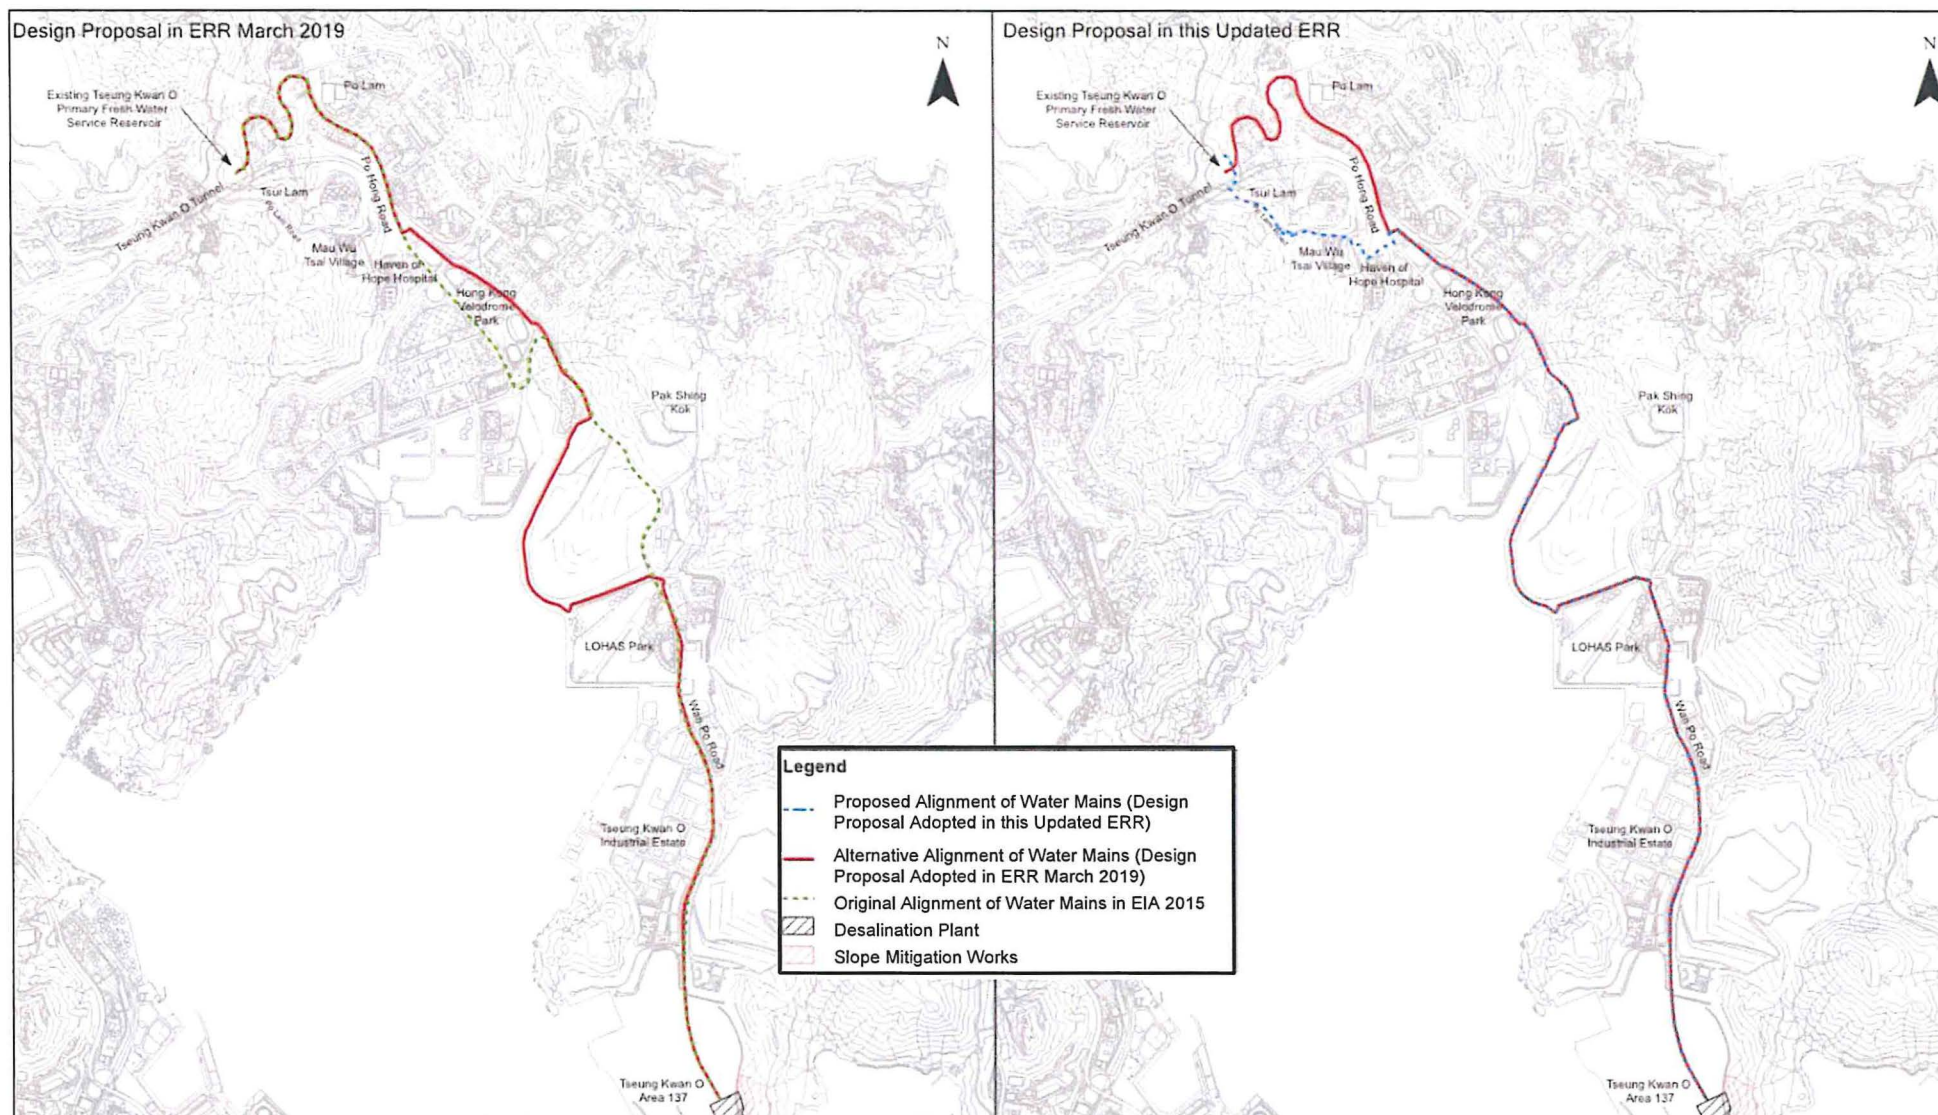 Design Proposal in ERR March 2019
N
Existing Tseung Kwan O
Primary Fresh Water
Service Reservoir
Po Lam
Po Hong Road
Tseung Kwan O Tunnel
Tsui Lam
Po Lam Road
Mau Wu
Tsai Village
Haven of
Hope Hospital
Hong Kong
Velodrome
Park
Pak Shing
Kok
LOHAS Park
Wan Po Road
Tseung Kwan O
Industrial Estate
Tseung Kwan O
Area 137
Design Proposal in this Updated ERR
N
Existing Tseung Kwan O
Primary Fresh Water
Service Reservoir
Po Lam
Po Hong Road
Tseung Kwan O Tunnel
Tsui Lam
Po Lam Road
Mau Wu
Tsai Village
Haven of
Hope Hospital
Hong Kong
Velodrome
Park
Pak Shing
Kok
LOHAS Park
Wan Po Road
Tseung Kwan O
Industrial Estate
Tseung Kwan O
Area 137
Legend
Proposed Alignment of Water Mains (Design
Proposal Adopted in this Updated ERR)
Alternative Alignment of Water Mains (Design
Proposal Adopted in ERR March 2019)
Original Alignment of Water Mains in EIA 2015
Desalination Plant
Slope Mitigation Works